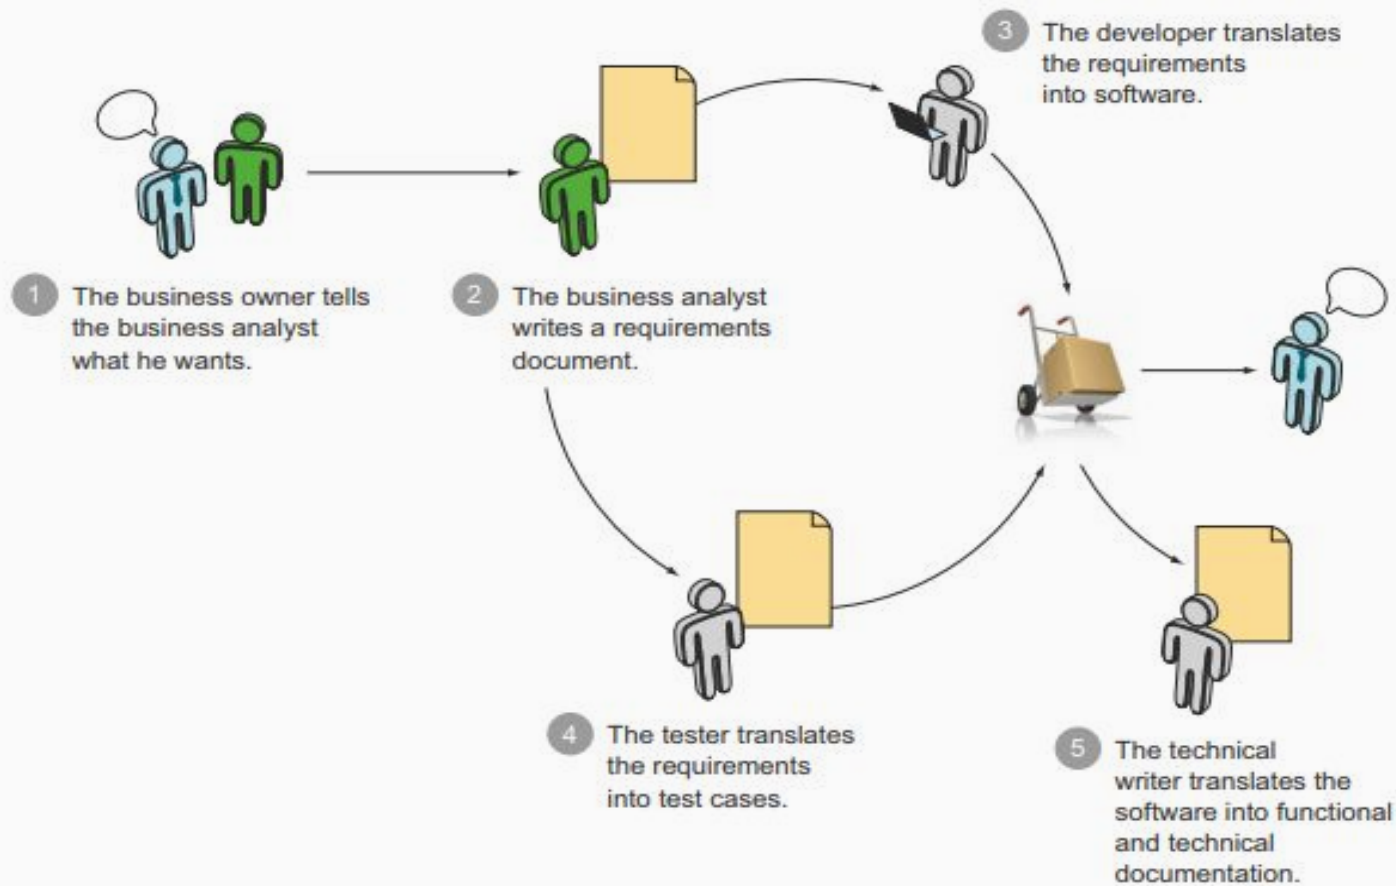 1 The business owner tells
the business analyst
what he wants.
2 The business analyst
writes a requirements
document.
3 The developer translates
the requirements
into software.
4 The tester translates
the requirements
into test cases.
5 The technical
writer translates the
software into functional
and technical
documentation.